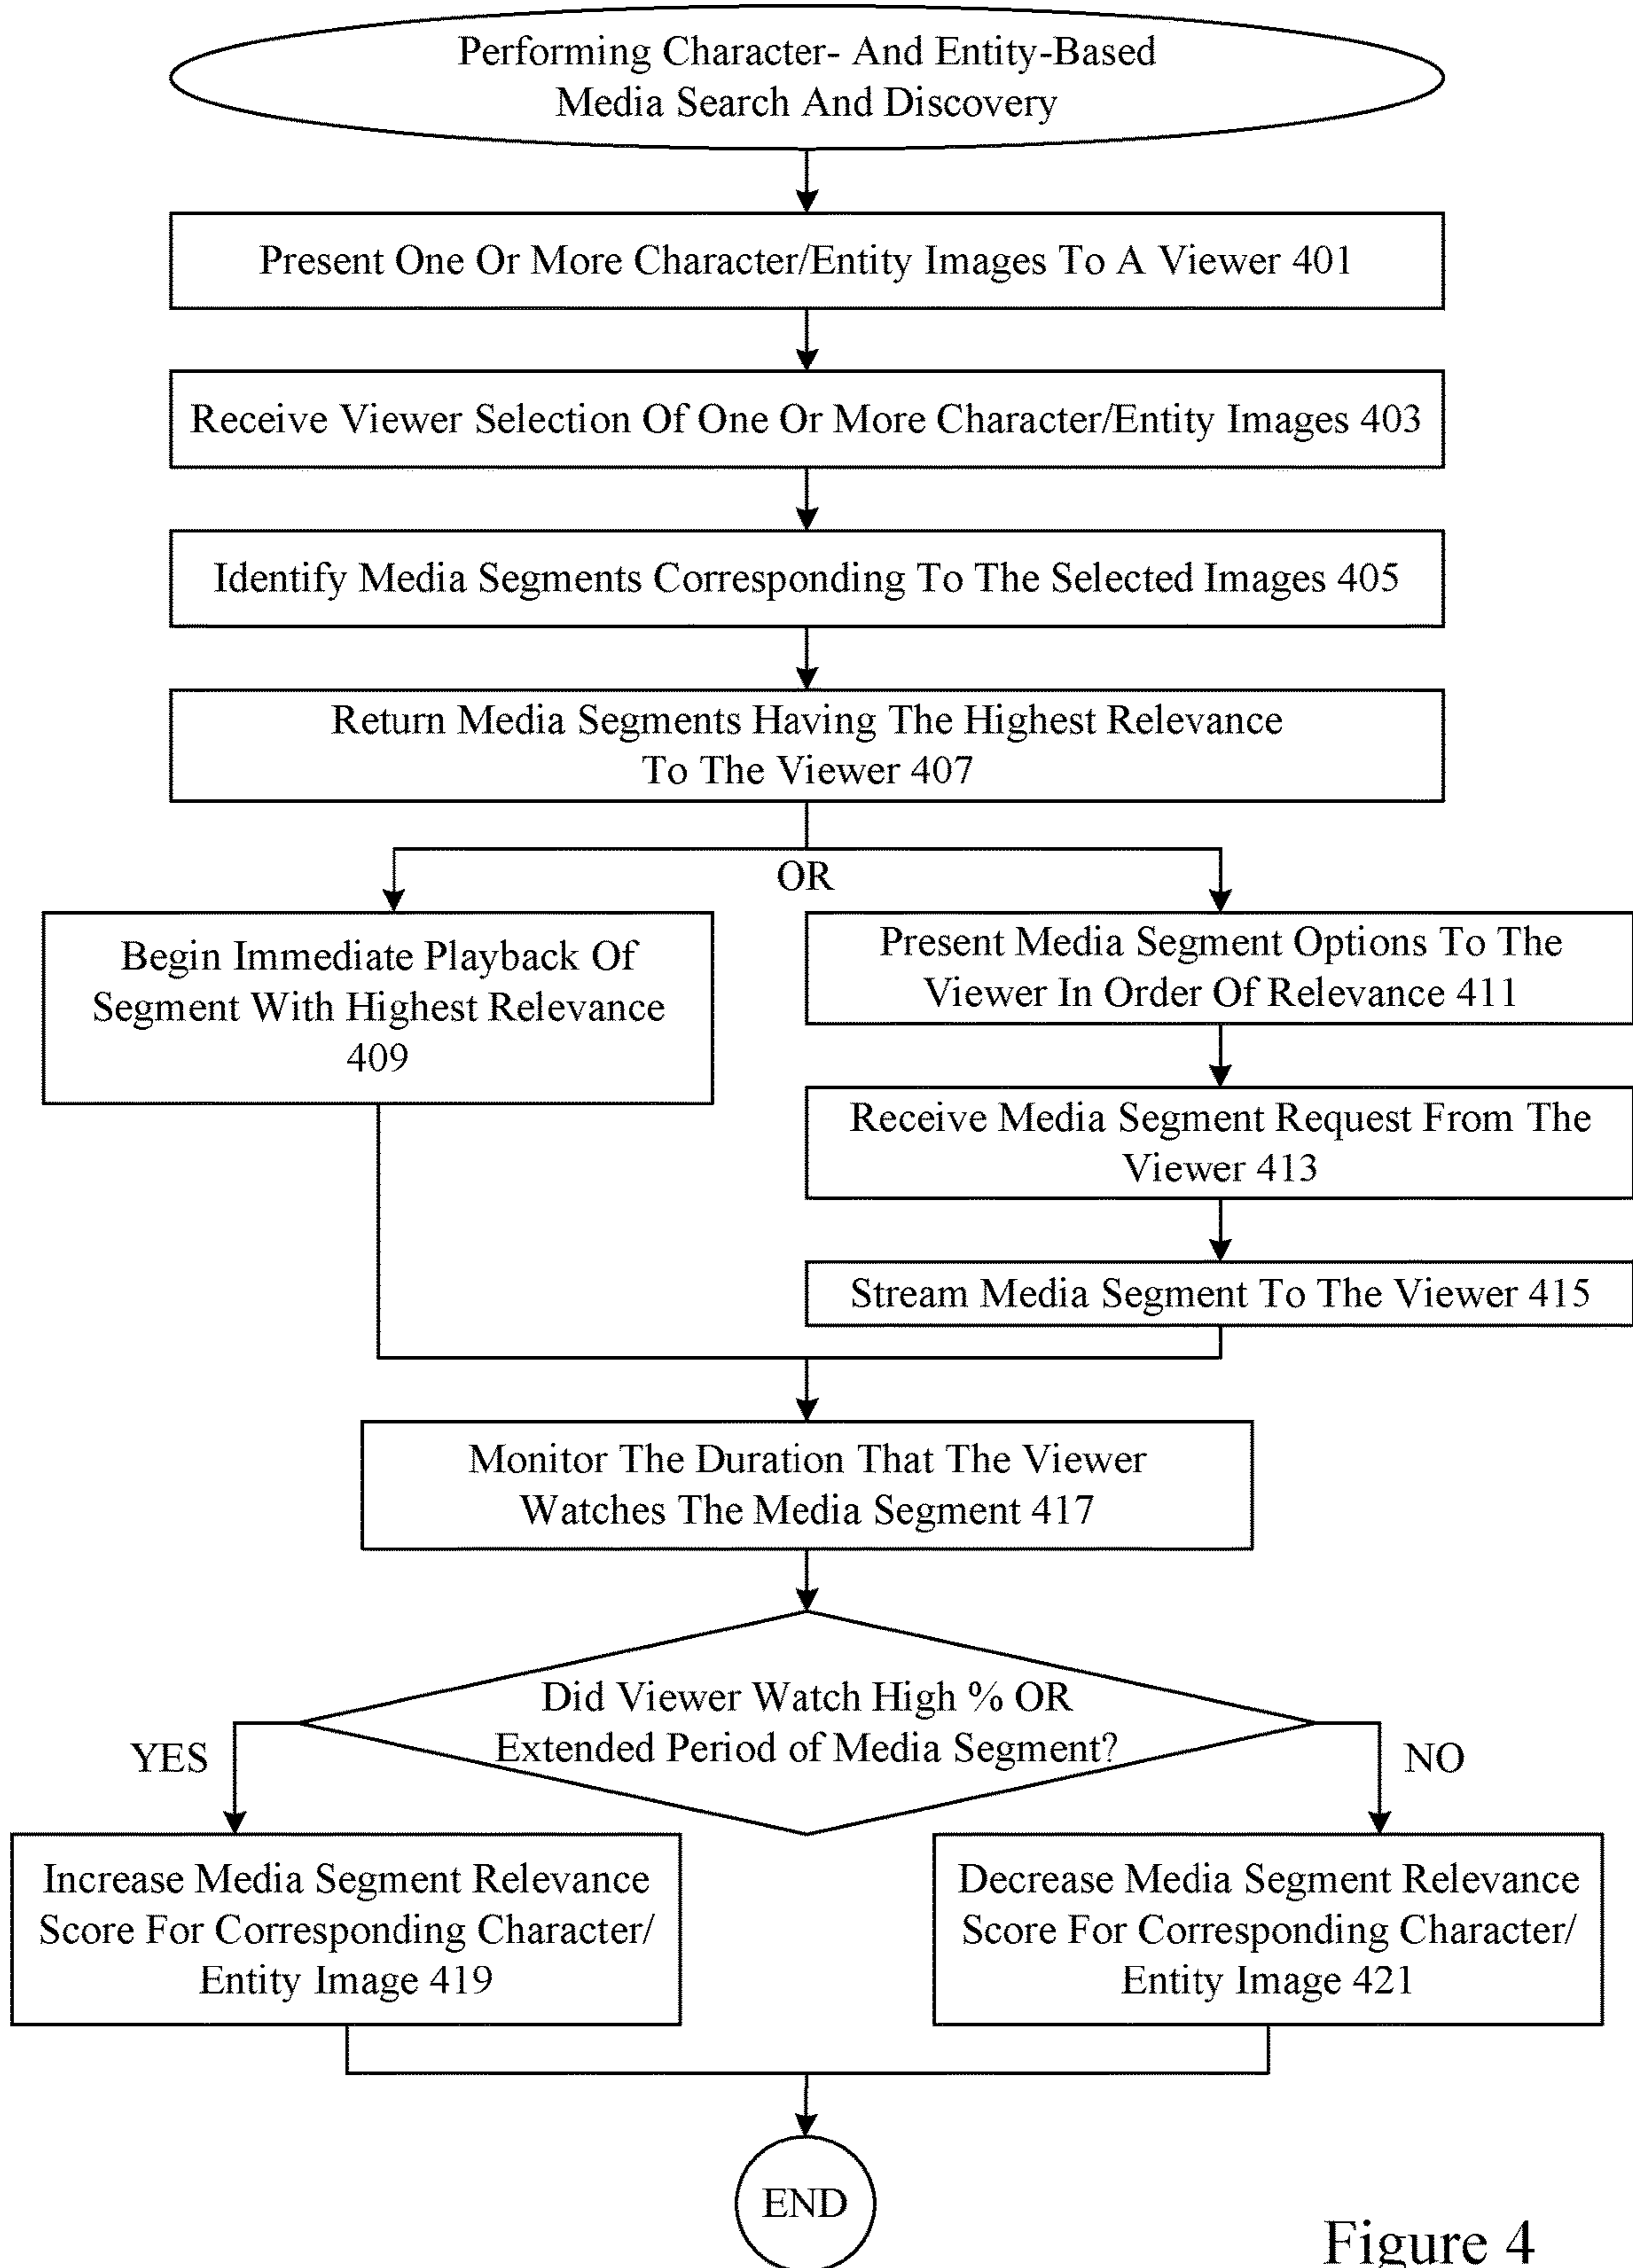 Performing Character- And Entity-Based
Media Search And Discovery
Present One Or More Character/Entity Images To A Viewer 401
Receive Viewer Selection Of One Or More Character/Entity Images 403
Identify Media Segments Corresponding To The Selected Images 405
Return Media Segments Having The Highest Relevance
To The Viewer 407
OR
Begin Immediate Playback Of
Segment With Highest Relevance
409
Present Media Segment Options To The
Viewer In Order Of Relevance 411
Receive Media Segment Request From The
Viewer 413
Stream Media Segment To The Viewer 415
Monitor The Duration That The Viewer
Watches The Media Segment 417
Did Viewer Watch High % OR
Extended Period of Media Segment?
YES
NO
Increase Media Segment Relevance
Score For Corresponding Character/
Entity Image 419
Decrease Media Segment Relevance
Score For Corresponding Character/
Entity Image 421
END
Figure 4